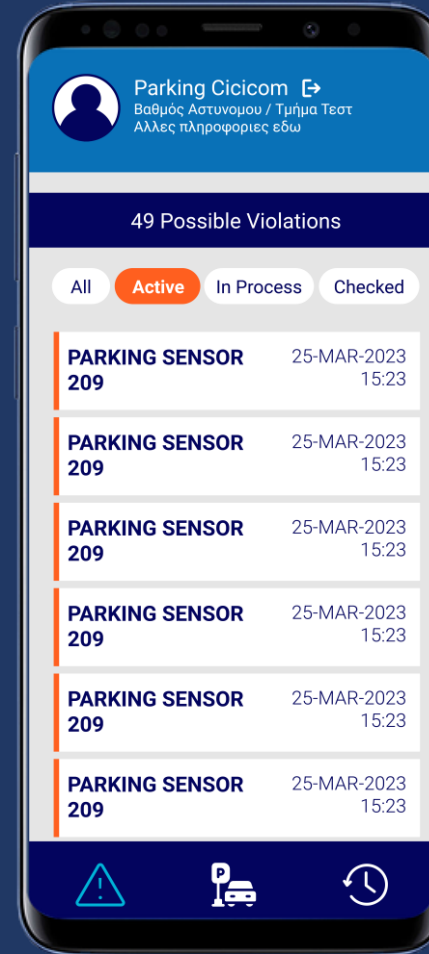 Parking Cicicom
Βαθμός Αστυνομου / Τμήμα Τεστ
Αλλες πληροφοριες εδω
49 Possible Violations
All Active In Process Checked
PARKING SENSOR 25-MAR-2023
209 15:23
PARKING SENSOR 25-MAR-2023
209 15:23
PARKING SENSOR 25-MAR-2023
209 15:23
PARKING SENSOR 25-MAR-2023
209 15:23
PARKING SENSOR 25-MAR-2023
209 15:23
PARKING SENSOR 25-MAR-2023
209 15:23
P